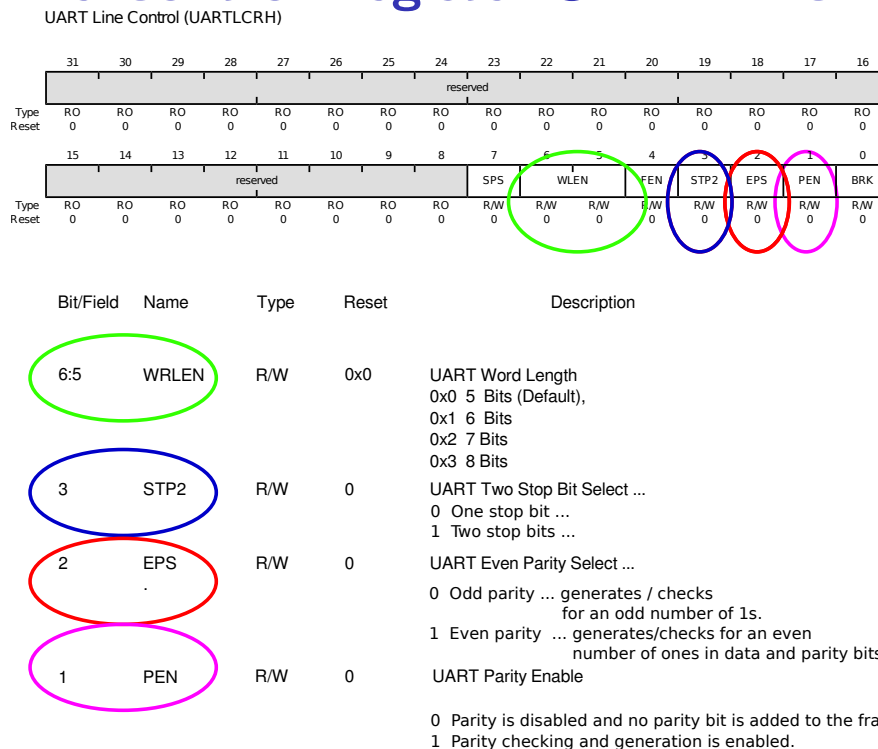 UART Line Control (UARTLCRH)
31 30 29 28 27 26 25 24 23 22 21 20 19 18 17 16
reserved
Type RO RO RO RO RO RO RO RO RO RO RO RO RO RO RO RO
Reset 0 0 0 0 0 0 0 0 0 0 0 0 0 0 0 0
15 14 13 12 11 10 9 8 7 6 5 4 3 2 1 0
reserved SPS WLEN FEN STP2 EPS PEN BRK
Type RO RO RO RO RO RO RO RO R/W R/W R/W R/W R/W R/W R/W R/W
Reset 0 0 0 0 0 0 0 0 0 0 0 0 0 0 0 0
Bit/Field Name Type Reset Description
6:5 WRLEN R/W 0x0 UART Word Length
0x0 5 Bits (Default),
0x1 6 Bits
0x2 7 Bits
0x3 8 Bits
3 STP2 R/W 0 UART Two Stop Bit Select ...
0 One stop bit ...
1 Two stop bits ...
2 EPS R/W 0 UART Even Parity Select ...
.
0 Odd parity ... generates / checks
for an odd number of 1s.
1 Even parity ... generates/checks for an even
number of ones in data and parity bits
1 PEN R/W 0 UART Parity Enable
0 Parity is disabled and no parity bit is added to the fra
1 Parity checking and generation is enabled.